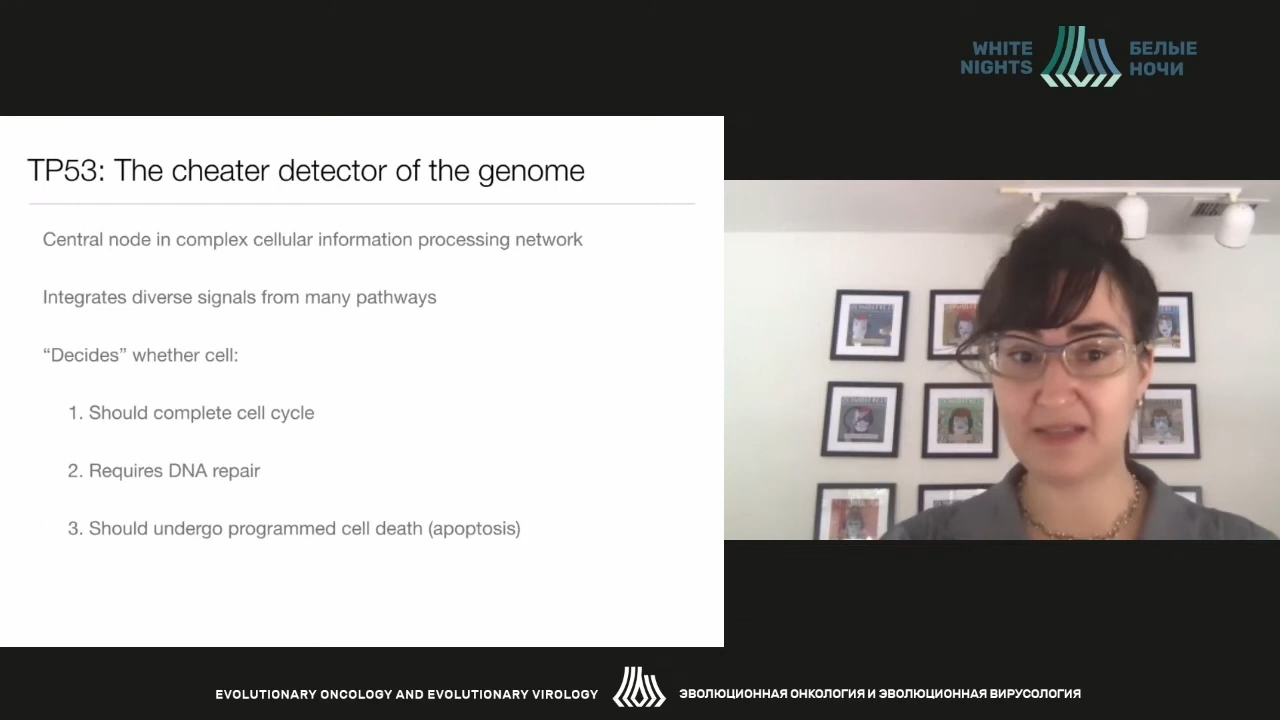 WHITE
NIGHTS
БЕЛЫЕ
НОЧИ
TP53: The cheater detector of the genome
Central node in complex cellular information processing network
Integrates diverse signals from many pathways
“Decides” whether cell:
1. Should complete cell cycle
2. Requires DNA repair
3. Should undergo programmed cell death (apoptosis)
EVOLUTIONARY ONCOLOGY AND EVOLUTIONARY VIROLOGY
ЭВОЛЮЦИОННАЯ ОНКОЛОГИЯ И ЭВОЛЮЦИОННАЯ ВИРУСОЛОГИЯ